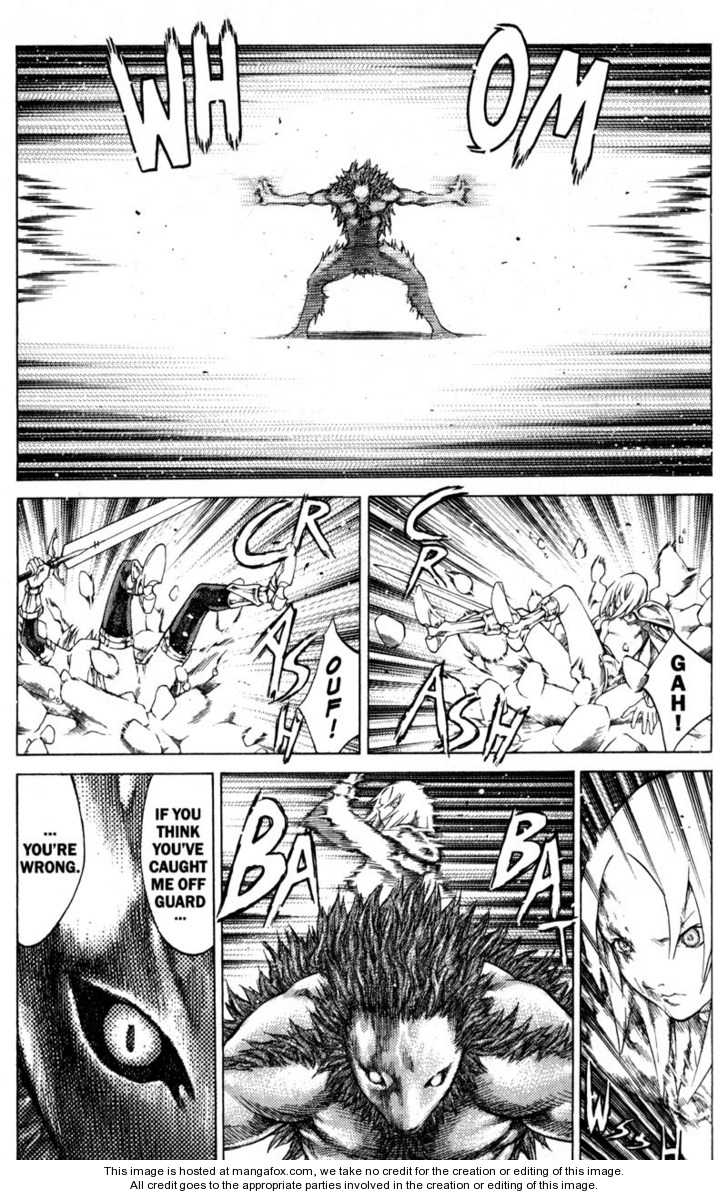 WH OM
CR
ASH
GAH!
CR
ASH
OUF!
WSSH
BA BAT
IF YOU
THINK
YOU'VE
CAUGHT
ME OFF
GUARD
...
...
YOU'RE
WRONG.
This image is hosted at mangafox.com, we take no credit for the creation or editing of this image.
All credit goes to the appropriate parties involved in the creation or editing of this image.